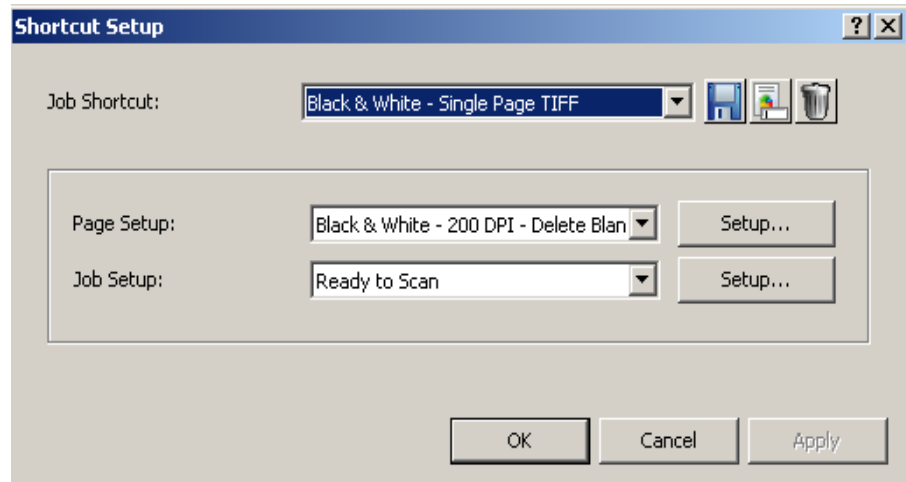 Shortcut Setup
Job Shortcut: Black & White - Single Page TIFF
Page Setup: Black & White - 200 DPI - Delete Blan Setup...
Job Setup: Ready to Scan Setup...
OK Cancel Apply